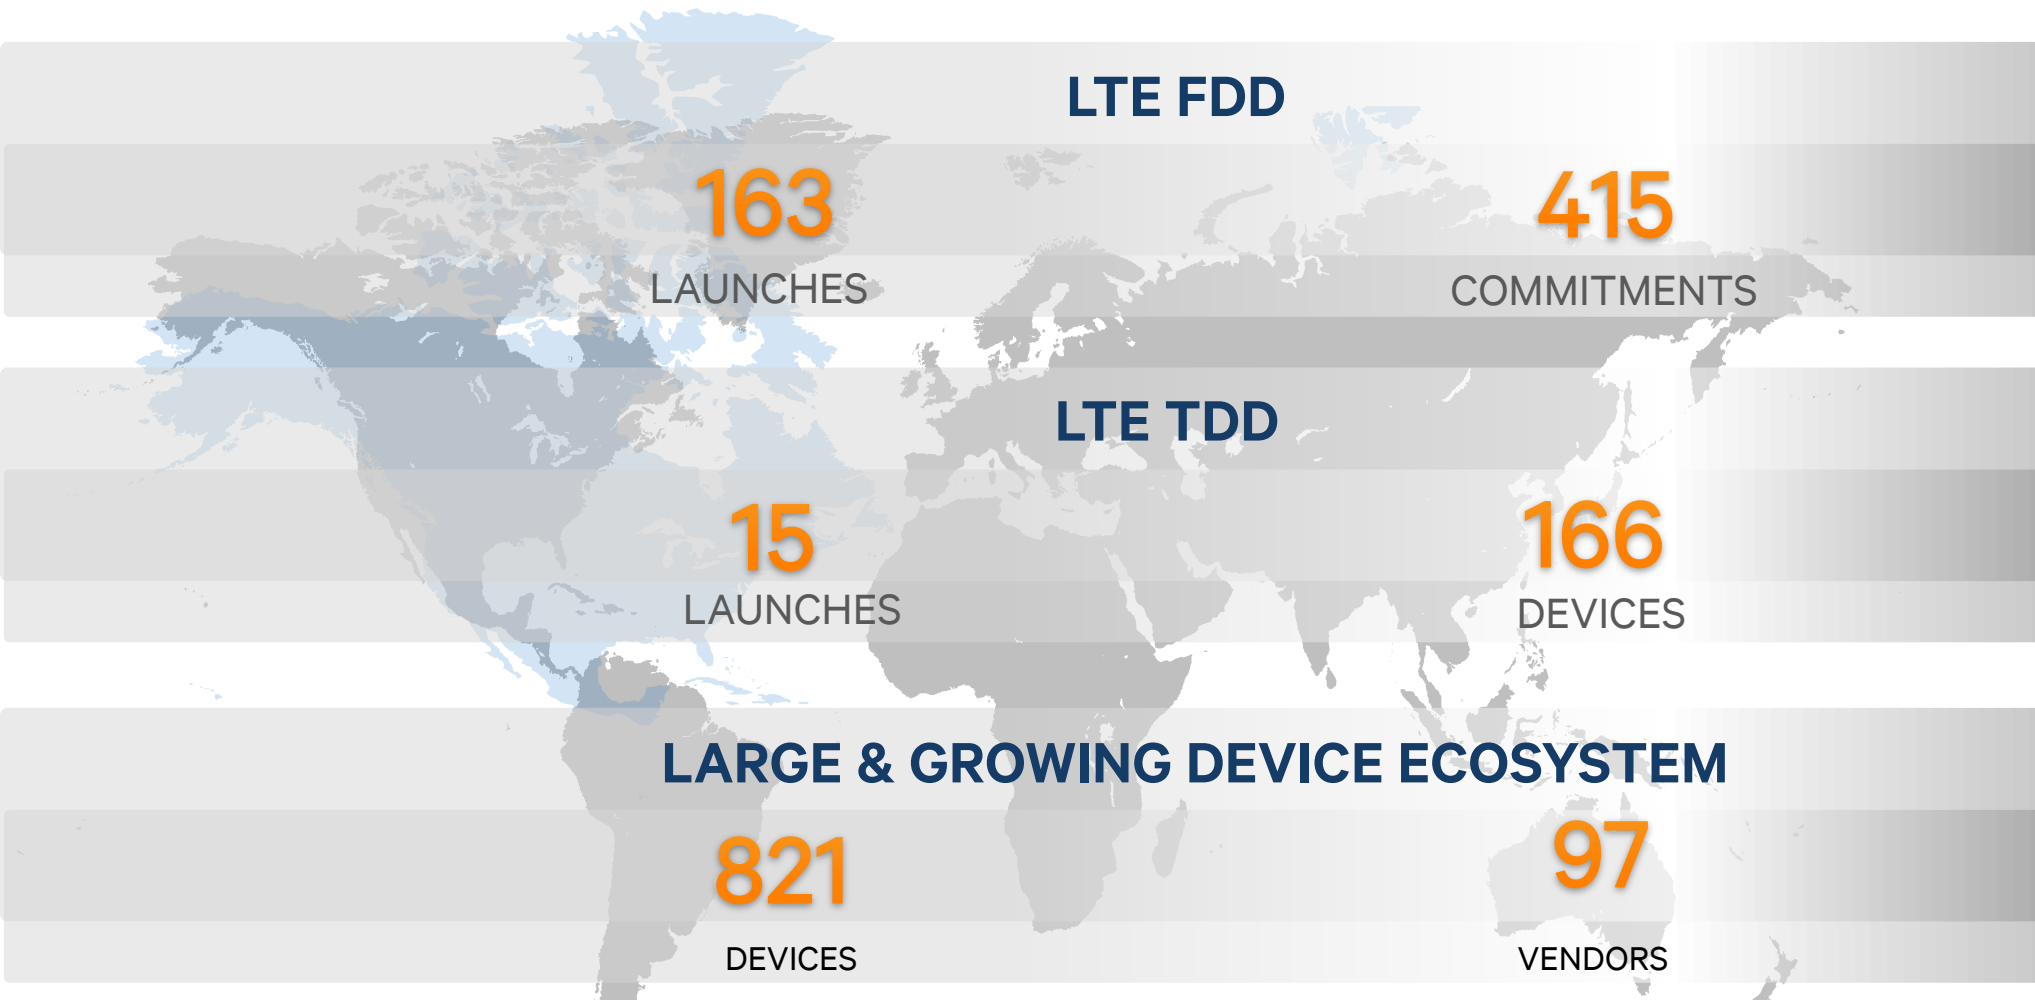 LTE FDD
163
415
LAUNCHES
COMMITMENTS
LTE TDD
15
166
LAUNCHES
DEVICES
LARGE & GROWING DEVICE ECOSYSTEM
821
97
DEVICES
VENDORS